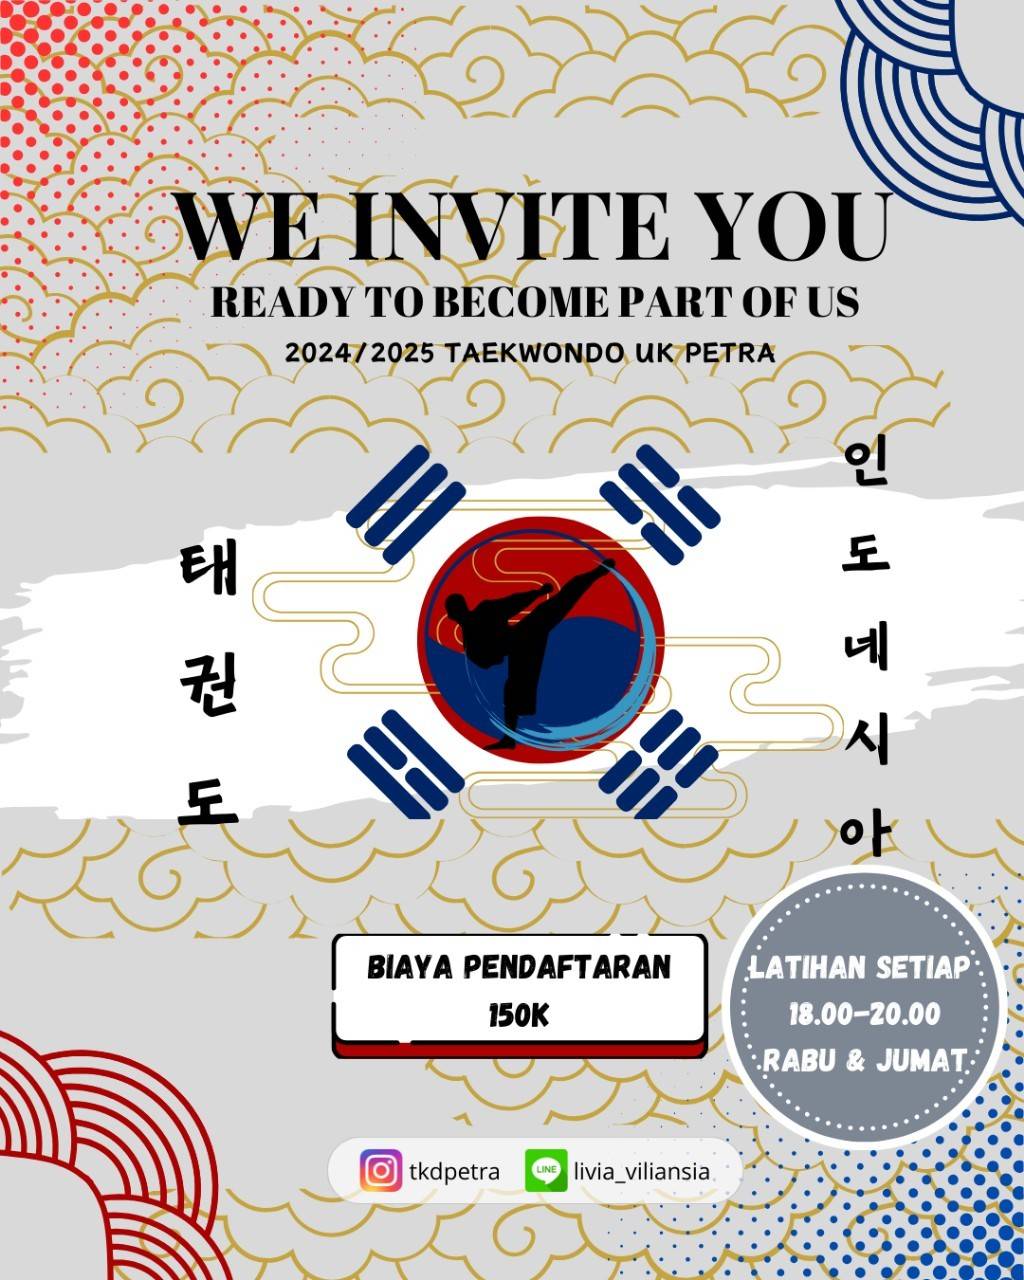 WE INVITE YOU
READY TO BECOME PART OF US
2024/2025 TAEKWONDO UK PETRA
태
권
도
인
도
네
시
아
BIAYA PENDAFTARAN
150K
LATIHAN SETIAP
18.00-20.00
RABU & JUMAT
tkdpetra
LINE
livia_viliansia